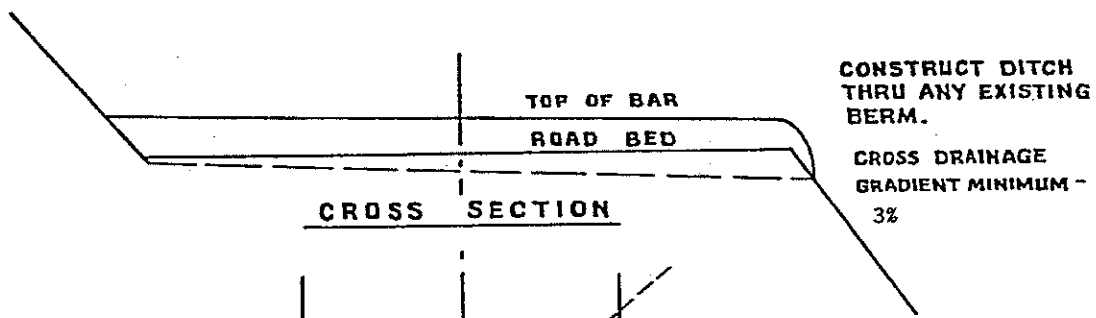 TOP OF BAR
ROAD BED
CROSS SECTION
CONSTRUCT DITCH
THRU ANY EXISTING
BERM.
CROSS DRAINAGE
GRADIENT MINIMUM -
3%